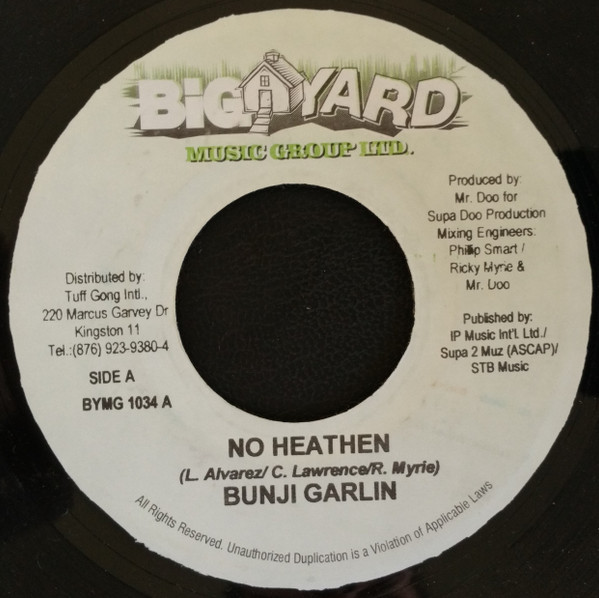 BiG YARD
MUSIC GROUP LTD.
Produced by:
Mr. Doo for
Supa Doo Production
Mixing Engineers:
Phillip Smart /
Ricky Myrie &
Mr. Doo
Published by:
IP Music Int'l. Ltd./
Supa 2 Muz (ASCAP)/
STB Music
Distributed by:
Tuff Gong Intl.,
220 Marcus Garvey Dr
Kingston 11
Tel.:(876) 923-9380-4
SIDE A
BYMG 1034 A
NO HEATHEN
(L. Alvarez/ C. Lawrence/R. Myrie)
BUNJI GARLIN
All Rights Reserved. Unauthorized Duplication is a Violation of Applicable Laws